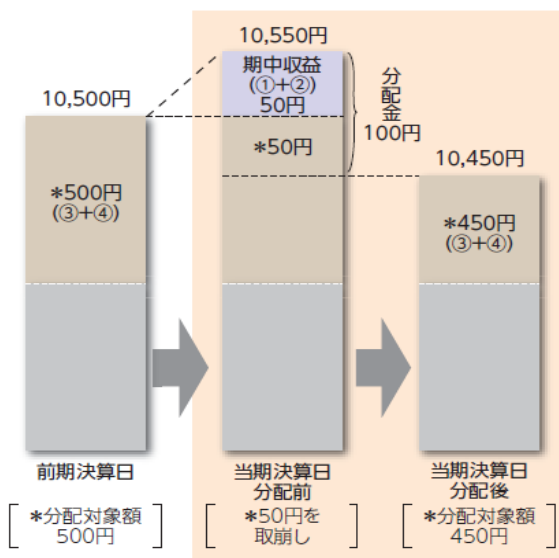 10,550円
期中収益
(①+②)
50円
分配金
100円
10,500円
*50円
10,450円
*500円
(③+④)
*450円
(③+④)
前期決算日
当期決算日
分配前
当期決算日
分配後
*分配対象額
500円
*50円を
取崩し
*分配対象額
450円